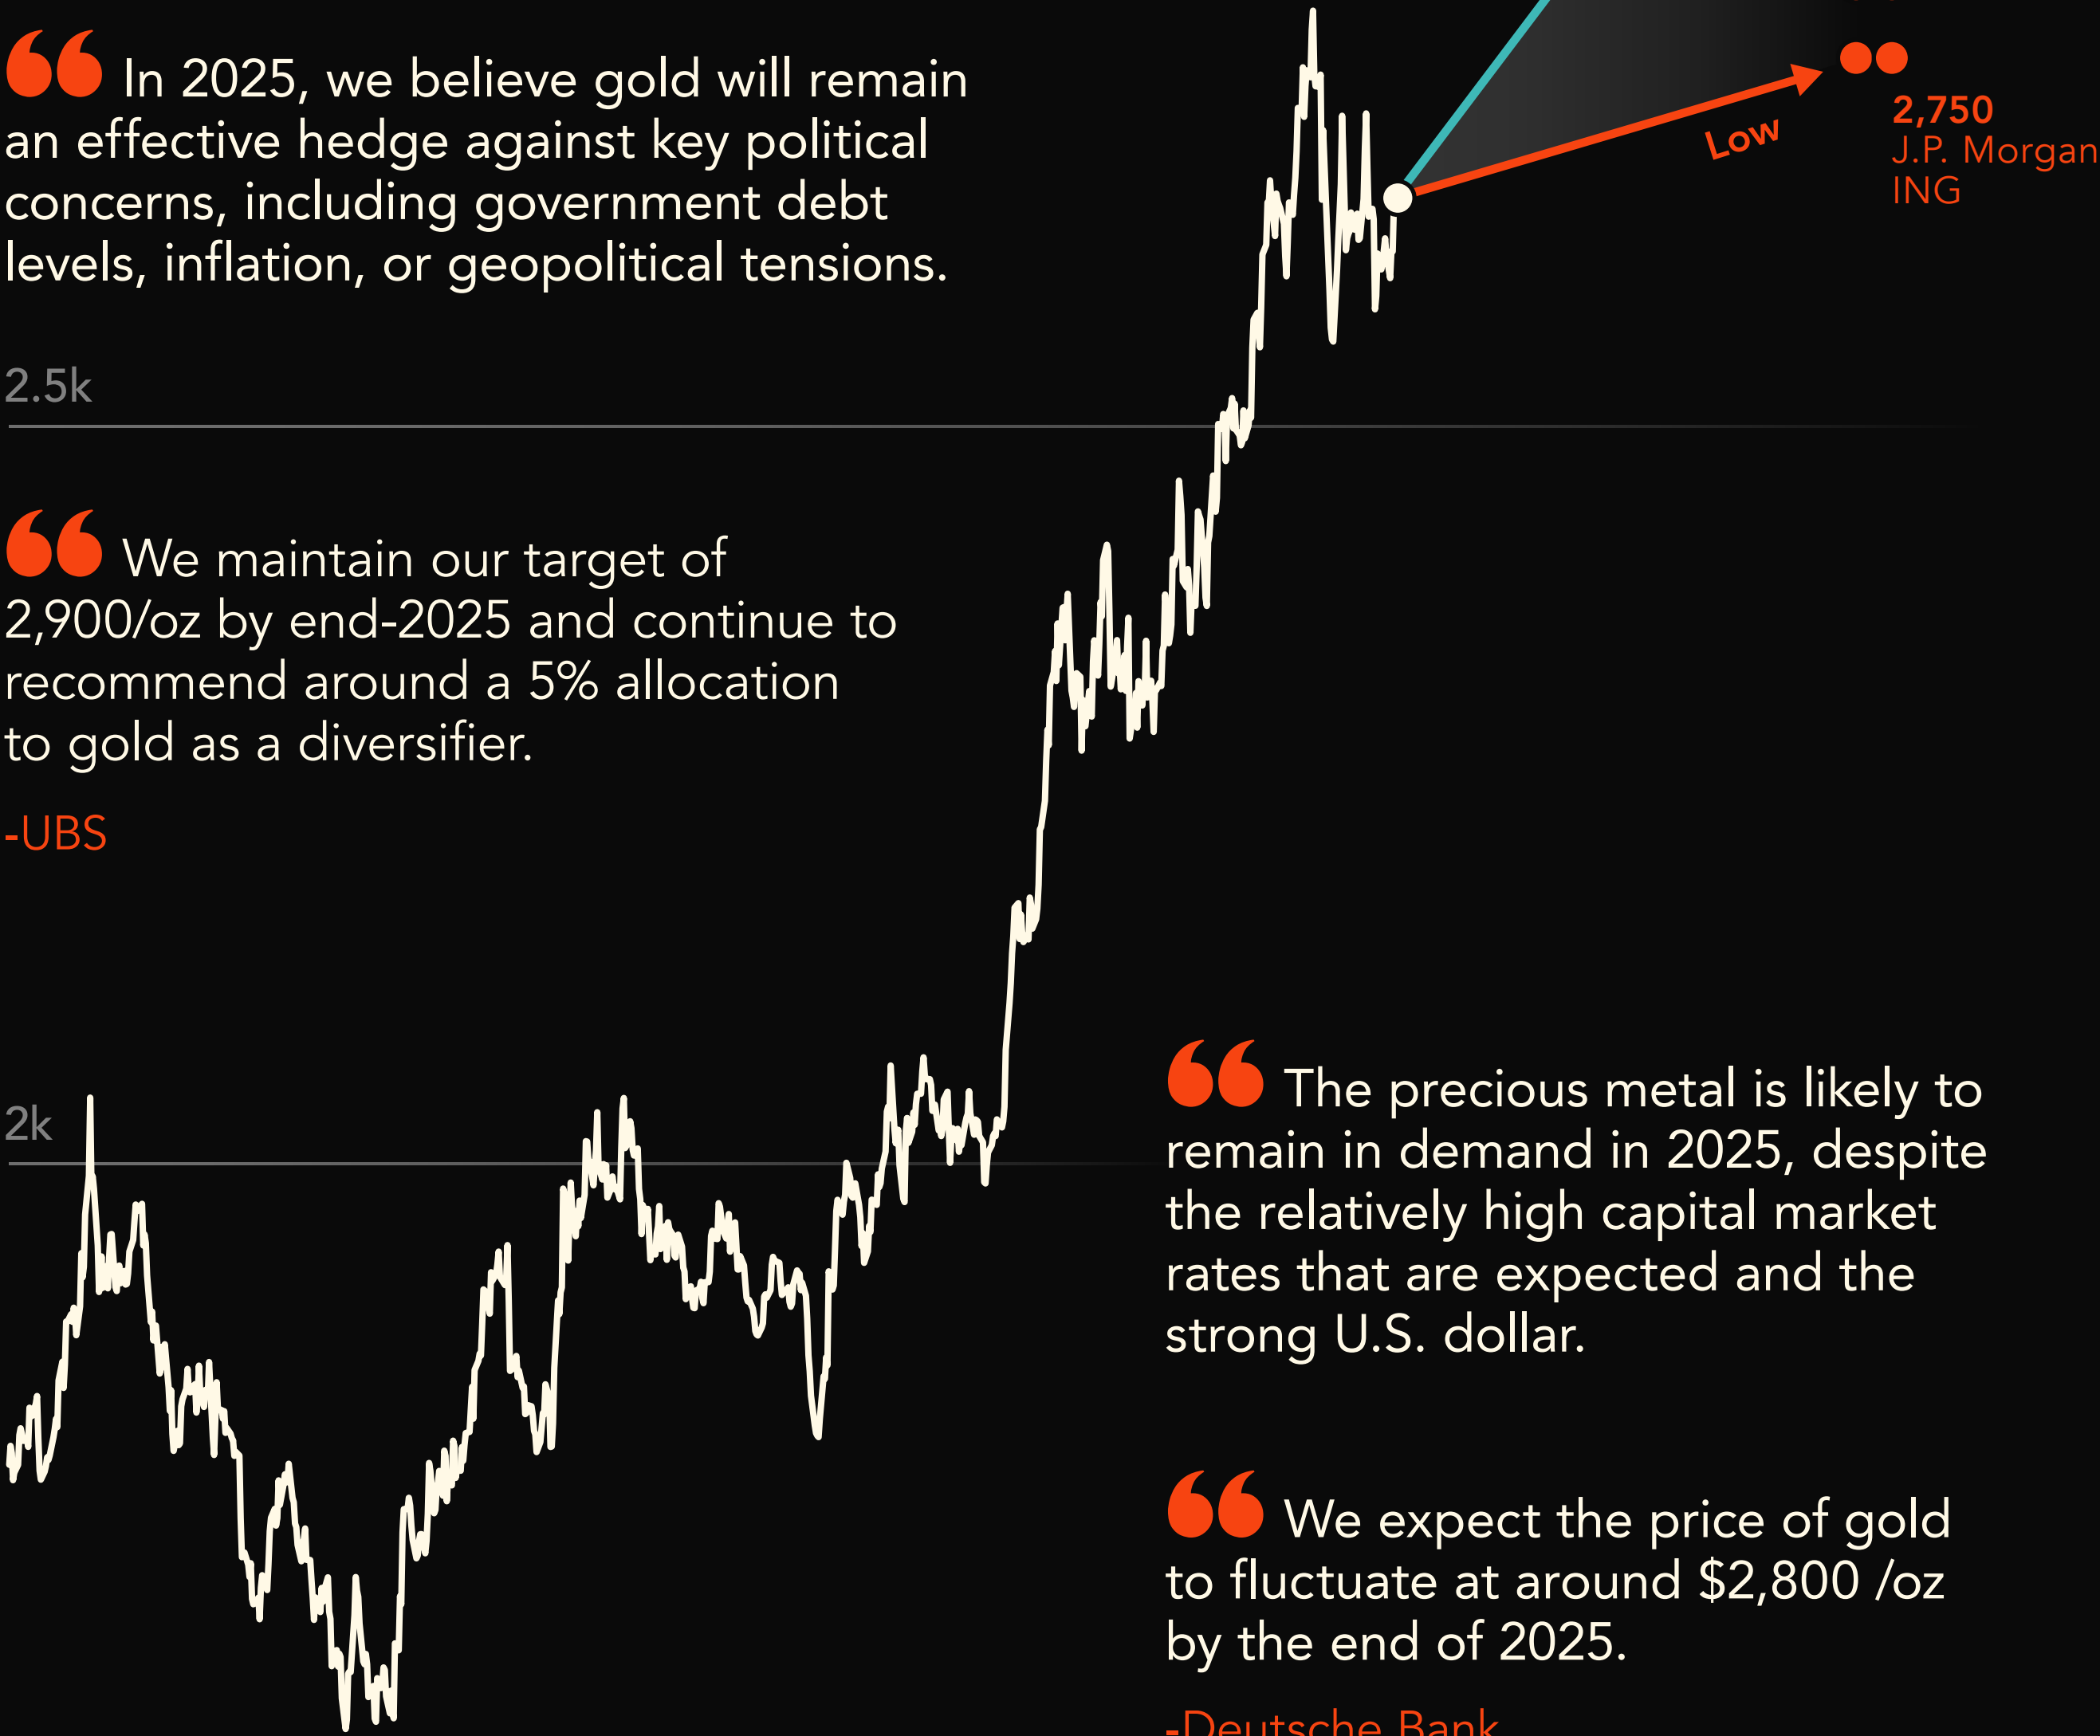 “ In 2025, we believe gold will remain
an effective hedge against key political
concerns, including government debt
levels, inflation, or geopolitical tensions.
Low
2,750
J.P. Morgan
ING
2.5k
“ We maintain our target of
2,900/oz by end-2025 and continue to
recommend around a 5% allocation
to gold as a diversifier.
-UBS
2k
“ The precious metal is likely to
remain in demand in 2025, despite
the relatively high capital market
rates that are expected and the
strong U.S. dollar.
“ We expect the price of gold
to fluctuate at around $2,800 /oz
by the end of 2025.
-Deutsche Bank